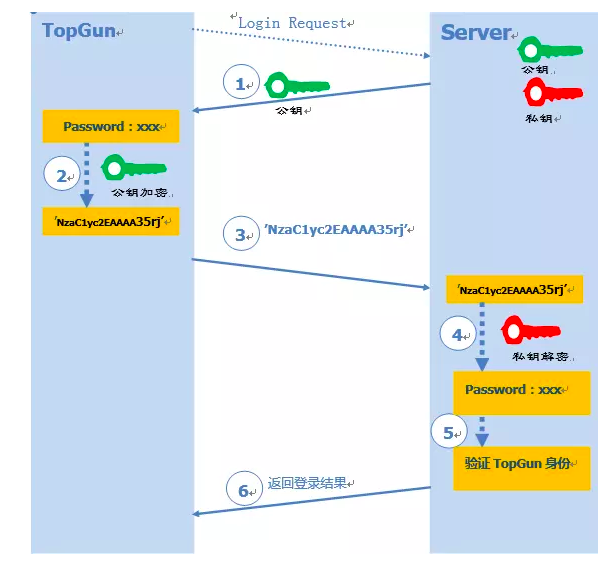 Login Request
TopGun
Server
公钥
私钥
1
公钥
Password：xxx
2
公钥加密
'NzaC1yc2EAAAA35rj'
3
'NzaC1yc2EAAAA35rj'
'NzaC1yc2EAAAA35rj'
4
私钥解密
Password：xxx
5
验证 TopGun 身份
6
返回登录结果